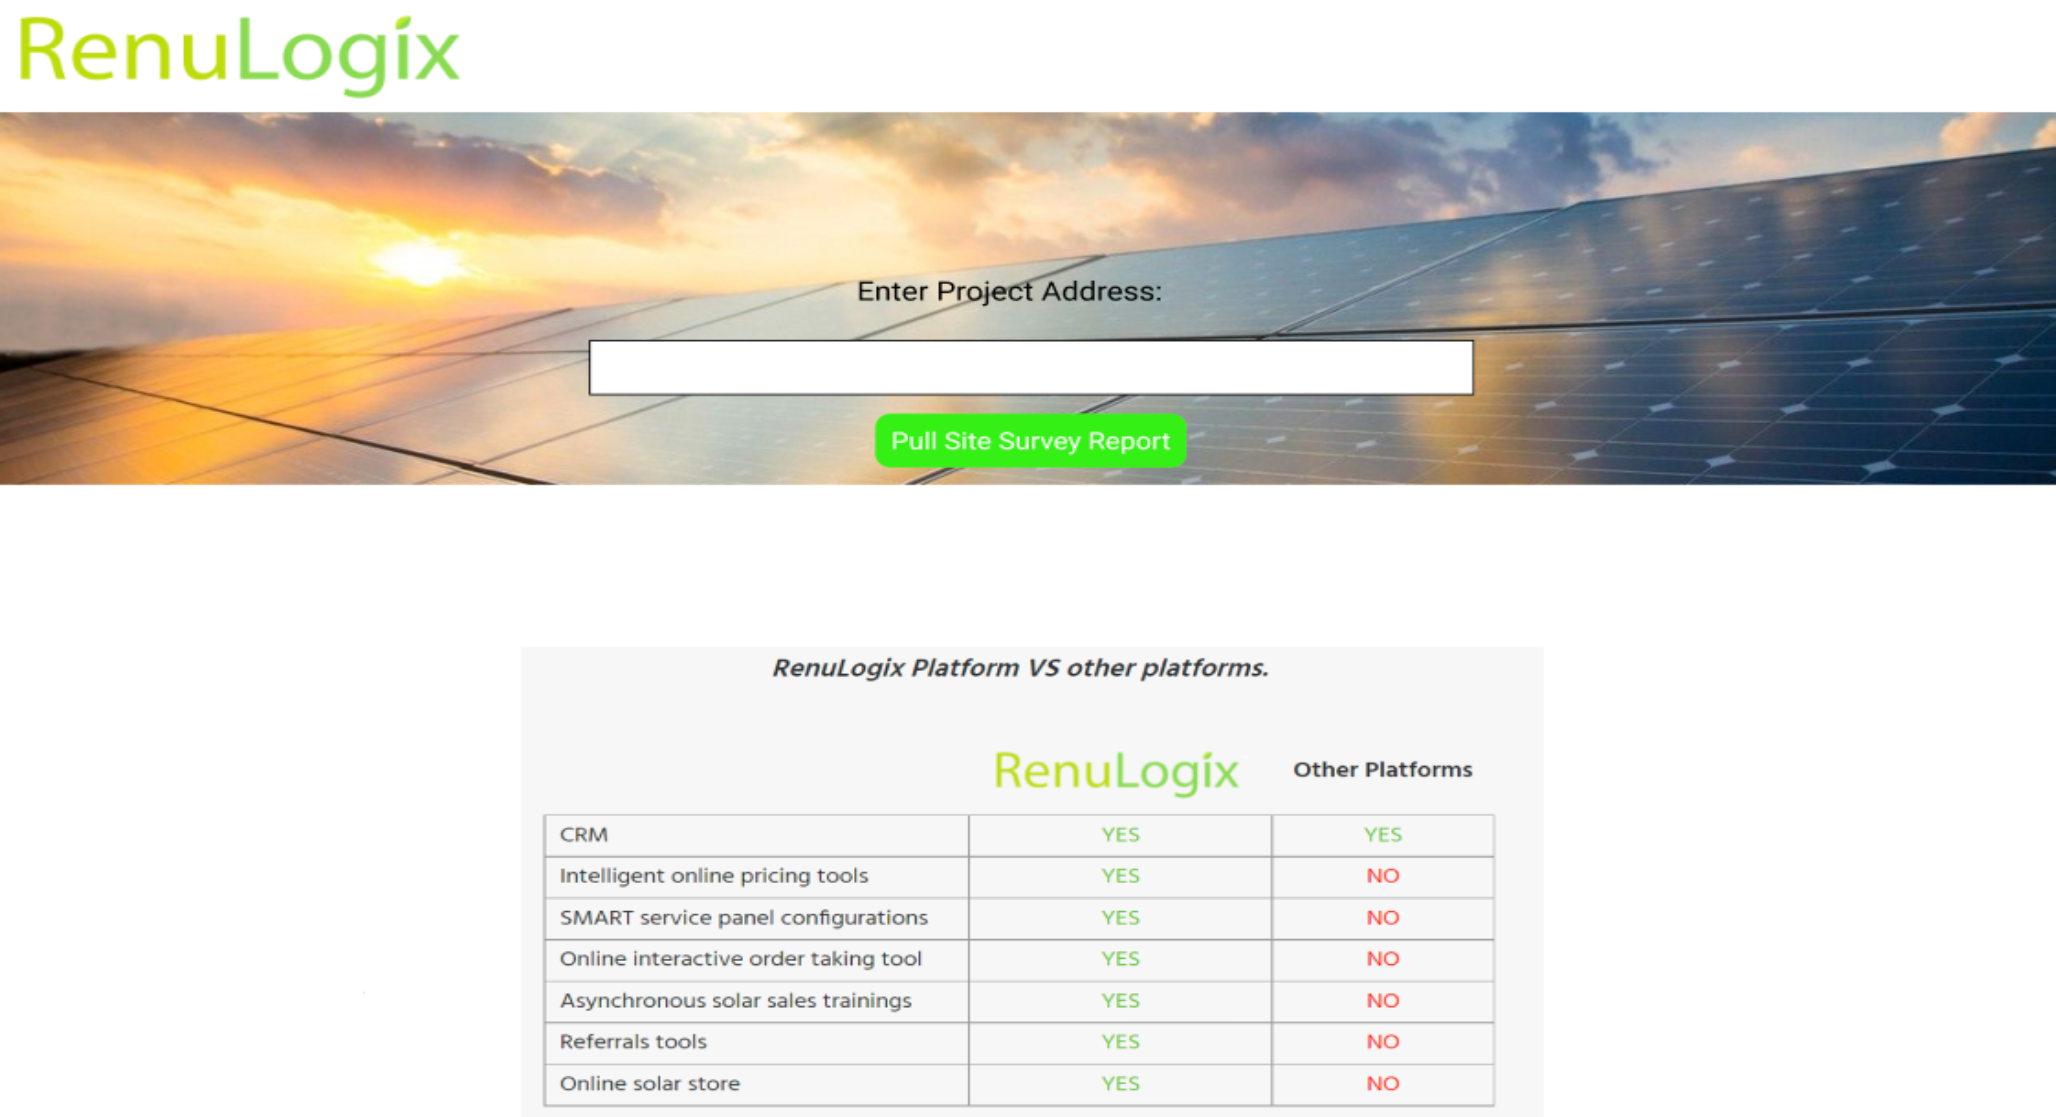 RenuLogix
Enter Project Address:
Pull Site Survey Report
RenuLogix Platform VS other platforms.
RenuLogix Other Platforms
CRM YES YES
Intelligent online pricing tools YES NO
SMART service panel configurations YES NO
Online interactive order taking tool YES NO
Asynchronous solar sales trainings YES NO
Referrals tools YES NO
Online solar store YES NO